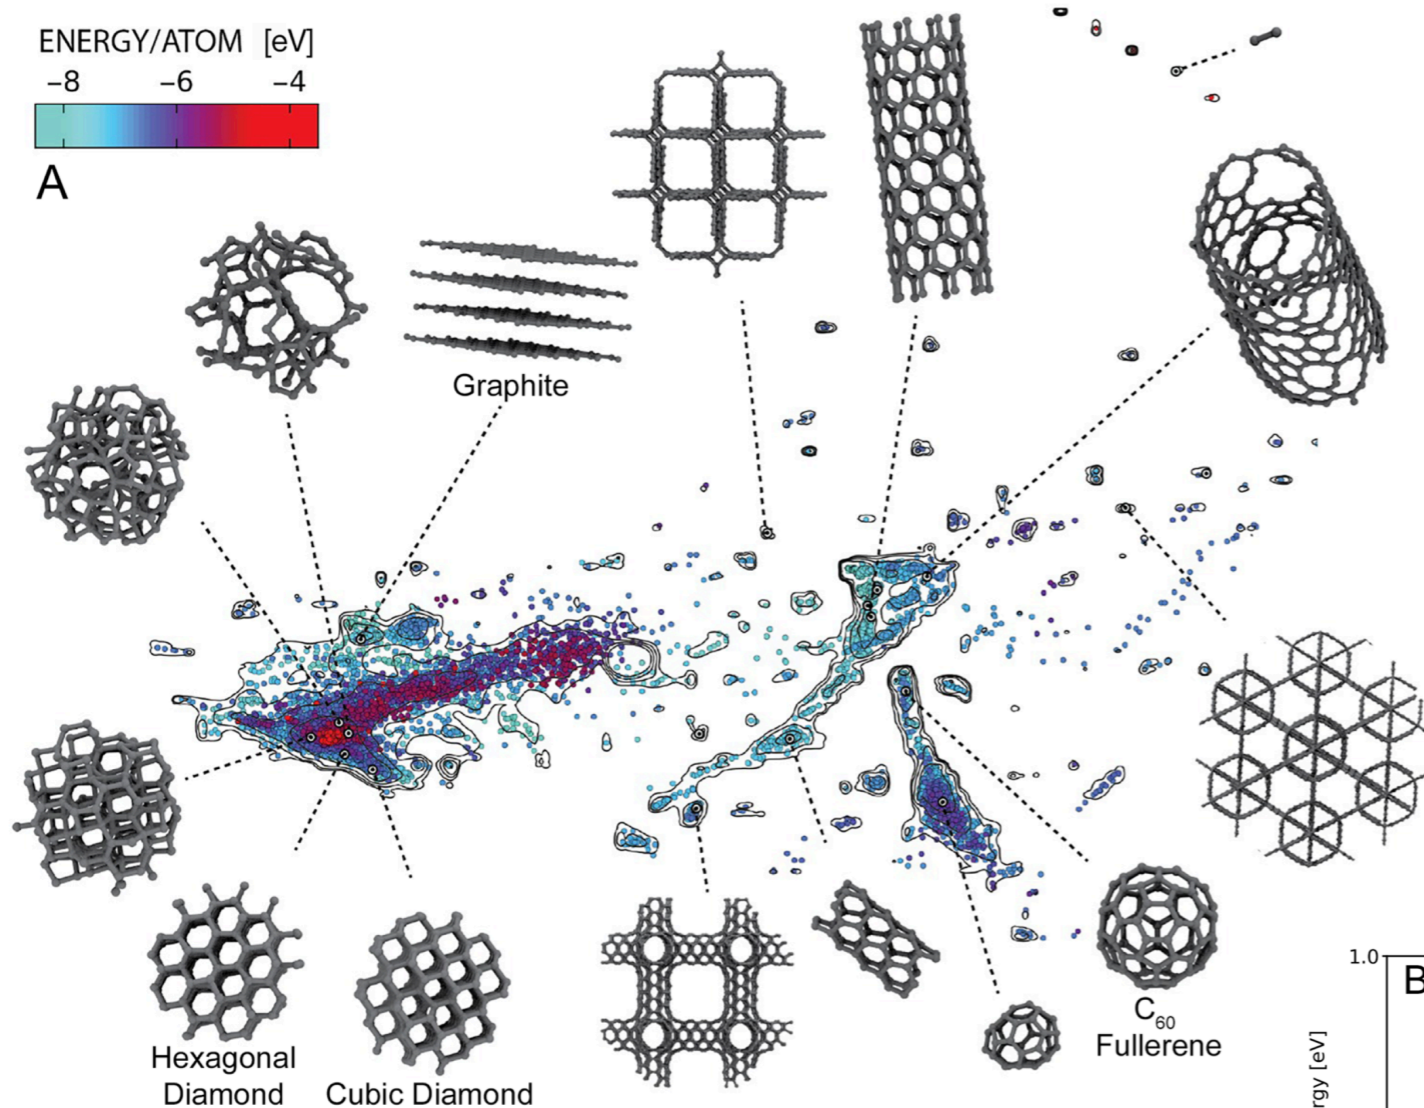 ENERGY/ATOM [eV]
−8 −6 −4
A
Graphite
Hexagonal
Diamond
Cubic Diamond
C₆₀
Fullerene
1.0
B
rgy [eV]